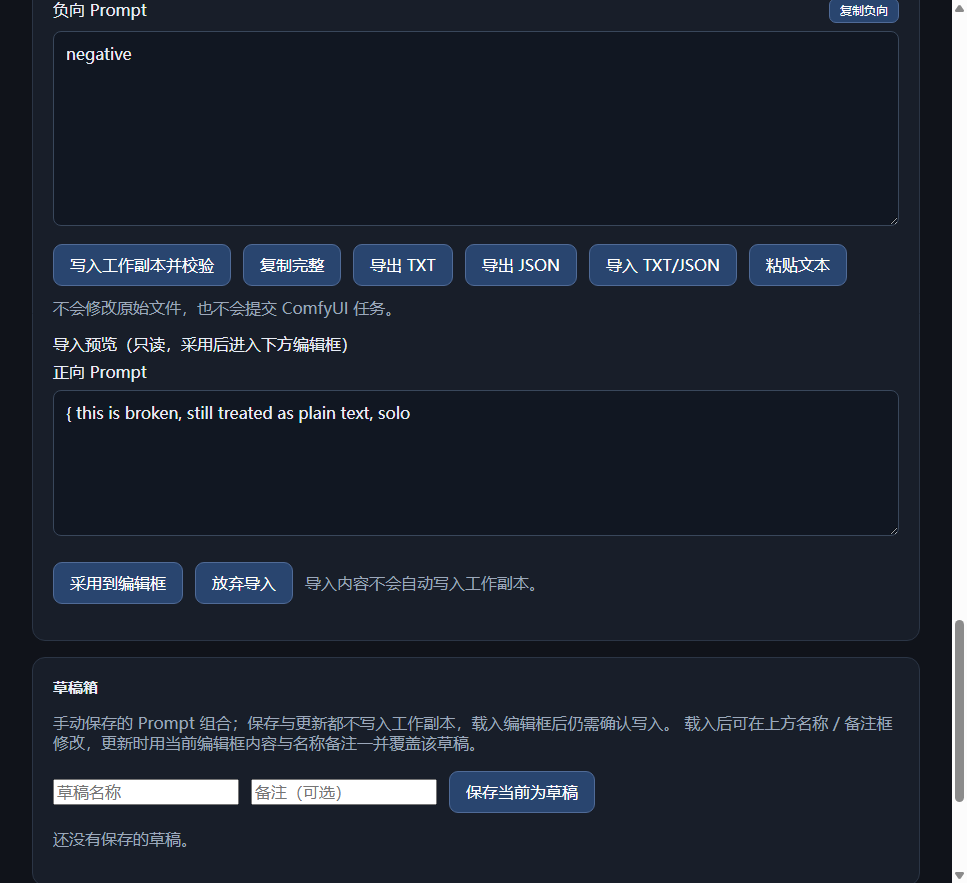 负向 Prompt
复制负向
negative
写入工作副本并校验
复制完整
导出 TXT
导出 JSON
导入 TXT/JSON
粘贴文本
不会修改原始文件，也不会提交 ComfyUI 任务。
导入预览（只读，采用后进入下方编辑框）
正向 Prompt
{ this is broken, still treated as plain text, solo
采用到编辑框
放弃导入
导入内容不会自动写入工作副本。
草稿箱
手动保存的 Prompt 组合；保存与更新都不写入工作副本，载入编辑框后仍需确认写入。 载入后可在上方名称 / 备注框
修改，更新时用当前编辑框内容与名称备注一并覆盖该草稿。
草稿名称
备注（可选）
保存当前为草稿
还没有保存的草稿。